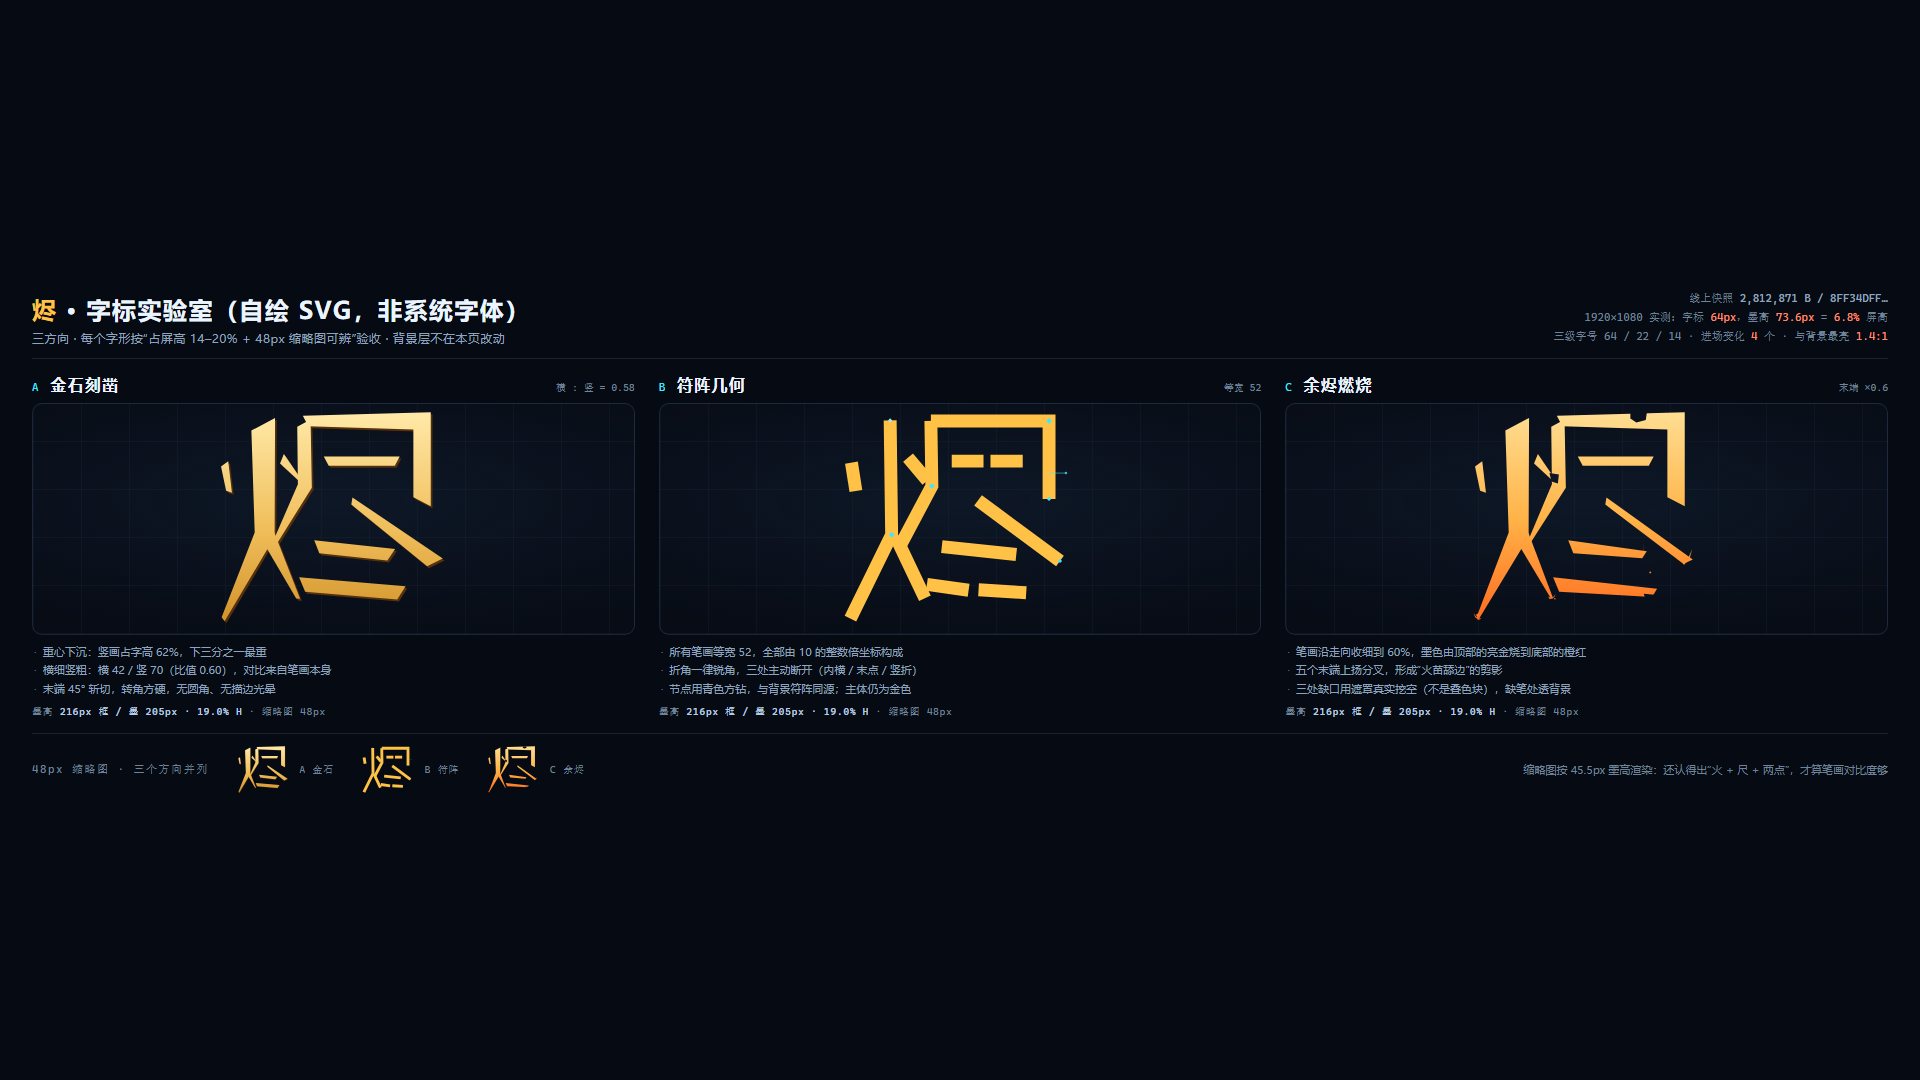 烬 · 字标实验室（自绘 SVG，非系统字体）
三方向 · 每个字形按“占屏高 14–20% + 48px 缩略图可辨”验收 · 背景层不在本页改动
线上快照 2,812,871 B / 8FF34DFF…
1920×1080 实测：字标 64px，墨高 73.6px = 6.8% 屏高
三级字号 64 / 22 / 14 · 进场变化 4 个 · 与背景最亮 1.4:1
A 金石刻凿
横 : 竖 = 0.58
烬
· 重心下沉：竖画占字高 62%，下三分之一最重
· 横细竖粗：横 42 / 竖 70（比值 0.60），对比来自笔画本身
· 末端 45° 斩切，转角方硬，无圆角、无描边光晕
墨高 216px 框 / 墨 205px · 19.0% H · 缩略图 48px
B 符阵几何
等宽 52
烬
· 所有笔画等宽 52，全部由 10 的整数倍坐标构成
· 折角一律锐角，三处主动断开（内横 / 末点 / 竖折）
· 节点用青色方钻，与背景符阵同源；主体仍为金色
墨高 216px 框 / 墨 205px · 19.0% H · 缩略图 48px
C 余烬燃烧
末端 ×0.6
烬
· 笔画沿走向收细到 60%，墨色由顶部的亮金烧到底部的橙红
· 五个末端上扬分叉，形成“火苗舔边”的剪影
· 三处缺口用遮罩真实挖空（不是叠色块），缺笔处透背景
墨高 216px 框 / 墨 205px · 19.0% H · 缩略图 48px
48px 缩略图 · 三个方向并列
烬 A 金石
烬 B 符阵
烬 C 余烬
缩略图按 45.5px 墨高渲染：还认得出“火 + 尺 + 两点”，才算笔画对比度够